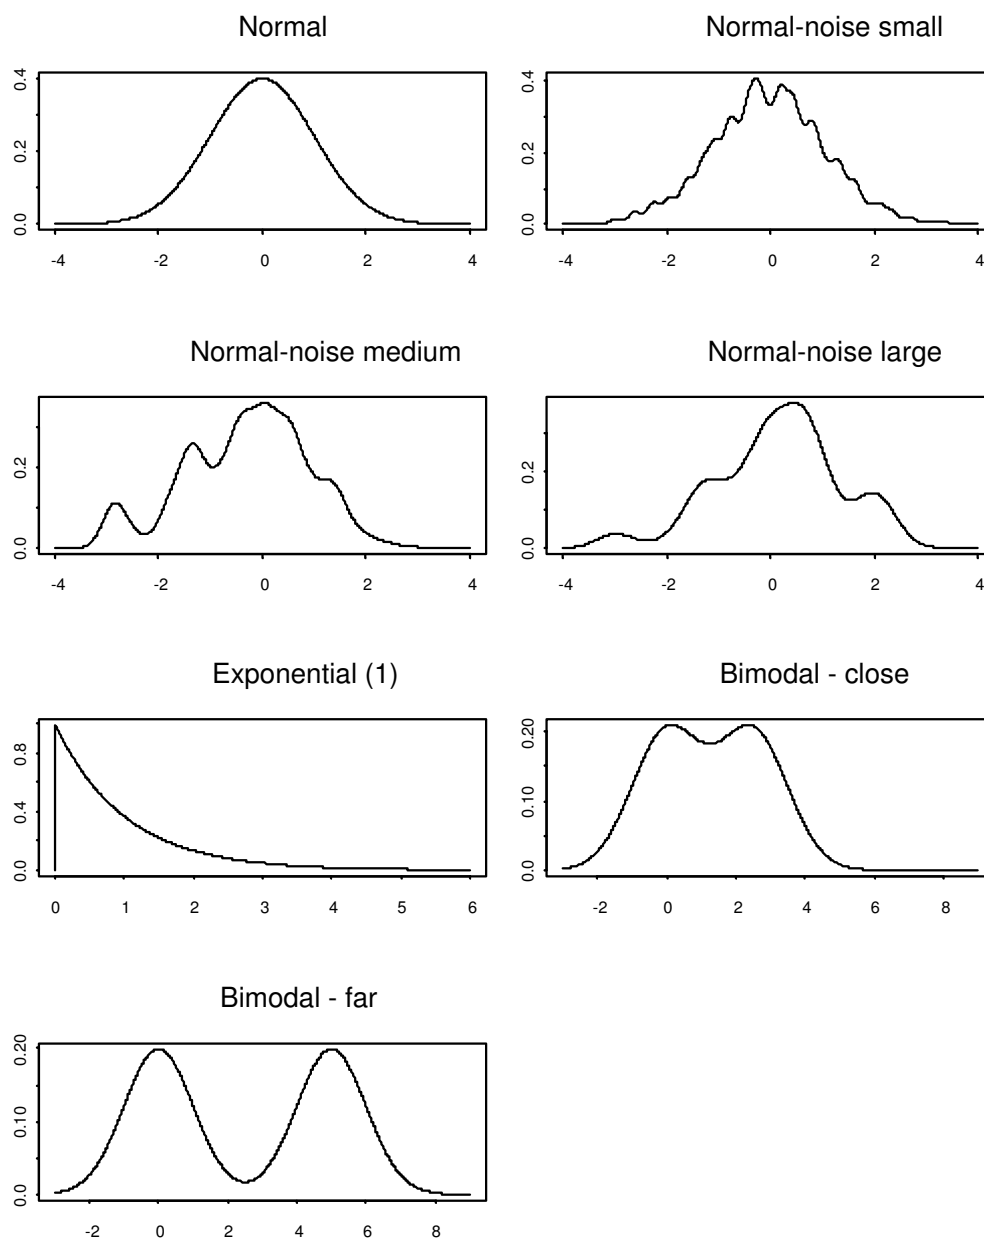 Normal
Normal-noise small
0.4
0.2
0.0
-4 -2 0 2 4
0.4
0.2
0.0
-4 -2 0 2 4
Normal-noise medium
Normal-noise large
0.2
0.0
-4 -2 0 2 4
0.2
0.0
-4 -2 0 2 4
Exponential (1)
Bimodal - close
0.8
0.4
0.0
0 1 2 3 4 5 6
0.20
0.10
0.0
-2 0 2 4 6 8
Bimodal - far
0.20
0.10
0.0
-2 0 2 4 6 8